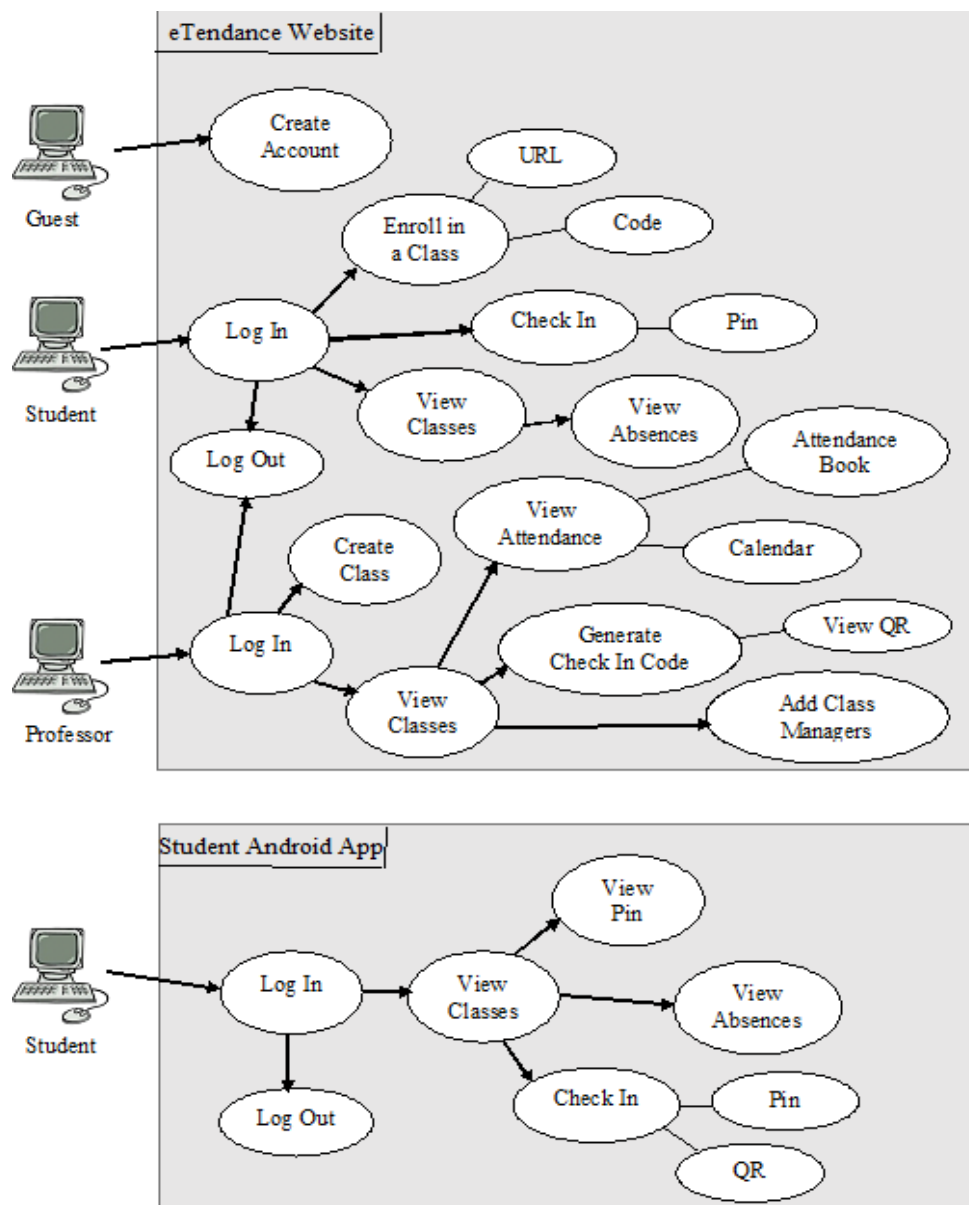 eTendance Website
Create
Account
Guest
URL
Enroll in
a Class
Code
Log In
Check In
Pin
Student
View
Classes
View
Absences
Log Out
Attendance
Book
View
Attendance
Create
Class
Calendar
Log In
Generate
Check In Code
View QR
Professor
View
Classes
Add Class
Managers
Student Android App
View
Pin
Log In
View
Classes
View
Absences
Student
Log Out
Check In
Pin
QR